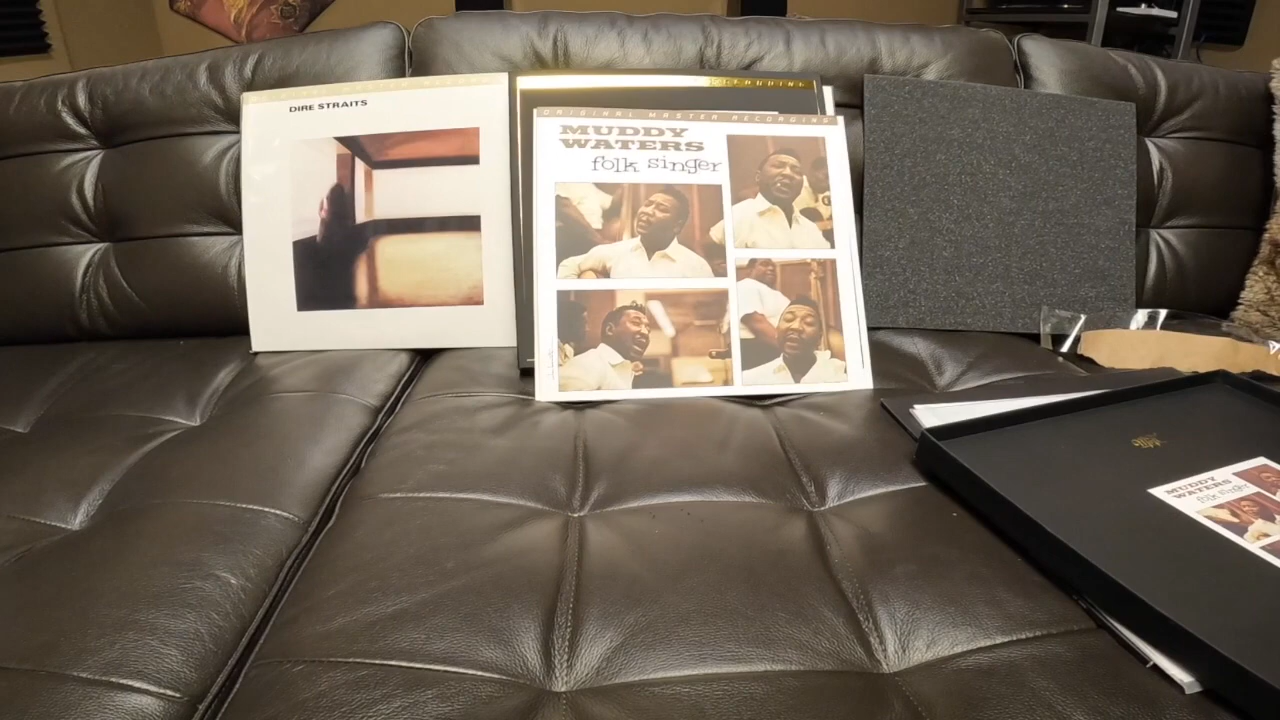 DIRE STRAITS
ORIGINAL MASTER RECORDING
MUDDY
WATERS
folk singer
MUDDY
WATERS
folk singer